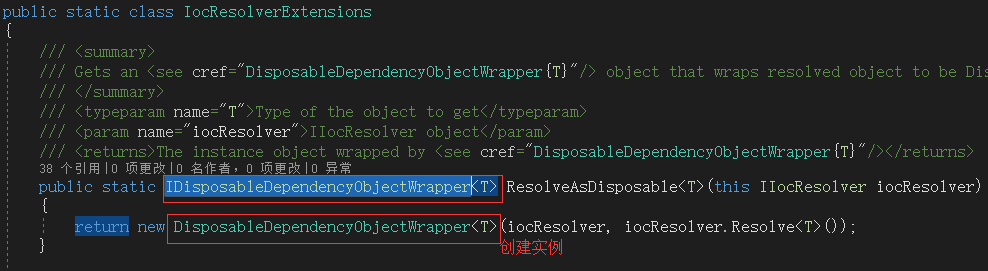 public static class IocResolverExtensions
{
/// <summary>
/// Gets an <see cref="DisposableDependencyObjectWrapper{T}"/> object that wraps resolved object to be Dis
/// </summary>
/// <typeparam name="T">Type of the object to get</typeparam>
/// <param name="iocResolver">IIocResolver object</param>
/// <returns>The instance object wrapped by <see cref="DisposableDependencyObjectWrapper{T}"/></returns>
38 个引用|0 项更改|0 名作者，0 项更改|0 异常
public static IDisposableDependencyObjectWrapper<T> ResolveAsDisposable<T>(this IIocResolver iocResolver)
{
return new DisposableDependencyObjectWrapper<T>(iocResolver, iocResolver.Resolve<T>());
创建实例
}